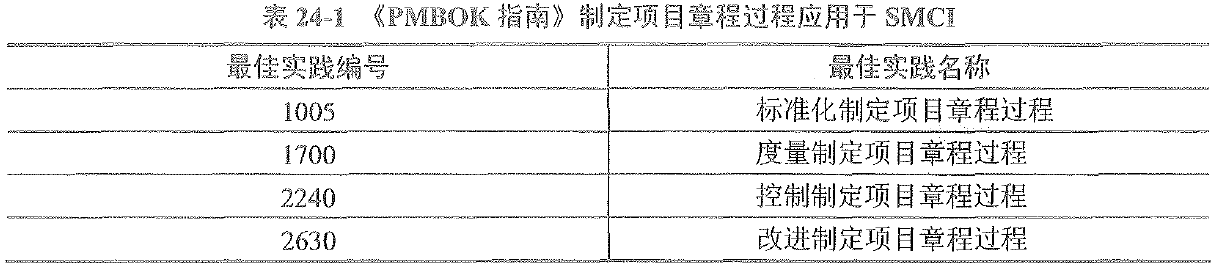 表 24-1 《PMBOK 指南》制定项目章程过程应用于 SMCI
最佳实践编号 最佳实践名称
1005 标准化制定项目章程过程
1700 度量制定项目章程过程
2240 控制制定项目章程过程
2630 改进制定项目章程过程